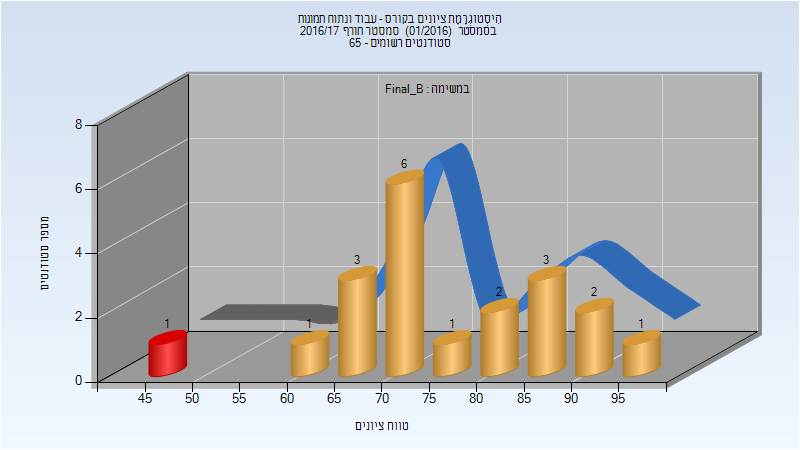 היסטוגרמת ציונים בקורס - עבוד ונתוח תמונות
בסמסטר (01/2016) סמסטר חורף 2016/17
סטודנטים רשומים - 65
במשימה : Final_B
מספר סטודנטים
8
6
4
2
0
1
1
3
6
1
2
3
2
1
45 50 55 60 65 70 75 80 85 90 95
טווח ציונים